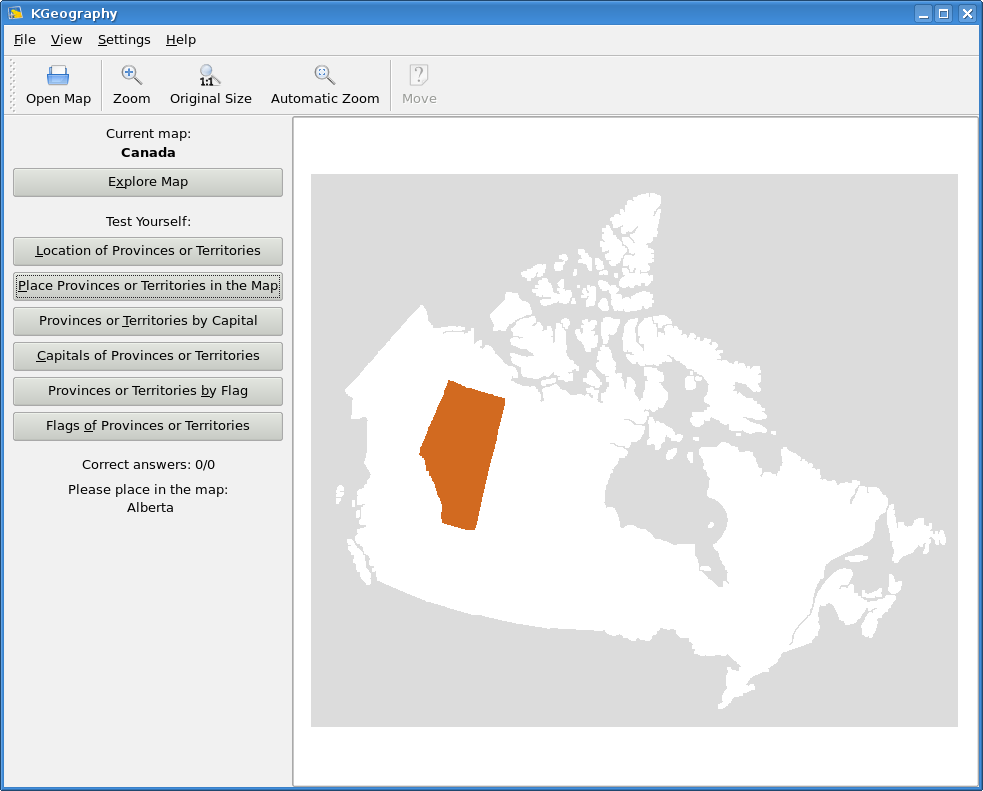 KGeography
File View Settings Help
1:1
Open Map Zoom Original Size Automatic Zoom Move
Current map:
Canada
Explore Map
Test Yourself:
Location of Provinces or Territories
Place Provinces or Territories in the Map
Provinces or Territories by Capital
Capitals of Provinces or Territories
Provinces or Territories by Flag
Flags of Provinces or Territories
Correct answers: 0/0
Please place in the map:
Alberta